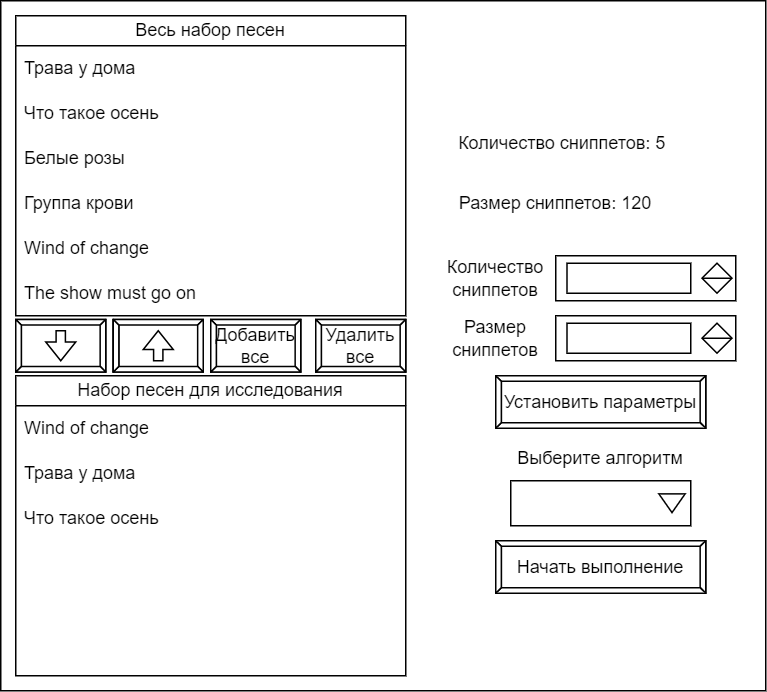 Весь набор песен
Трава у дома
Что такое осень
Белые розы
Группа крови
Wind of change
The show must go on
Добавить
все
Удалить
все
Набор песен для исследования
Wind of change
Трава у дома
Что такое осень
Количество сниппетов: 5
Размер сниппетов: 120
Количество
сниппетов
Размер
сниппетов
Установить параметры
Выберите алгоритм
Начать выполнение